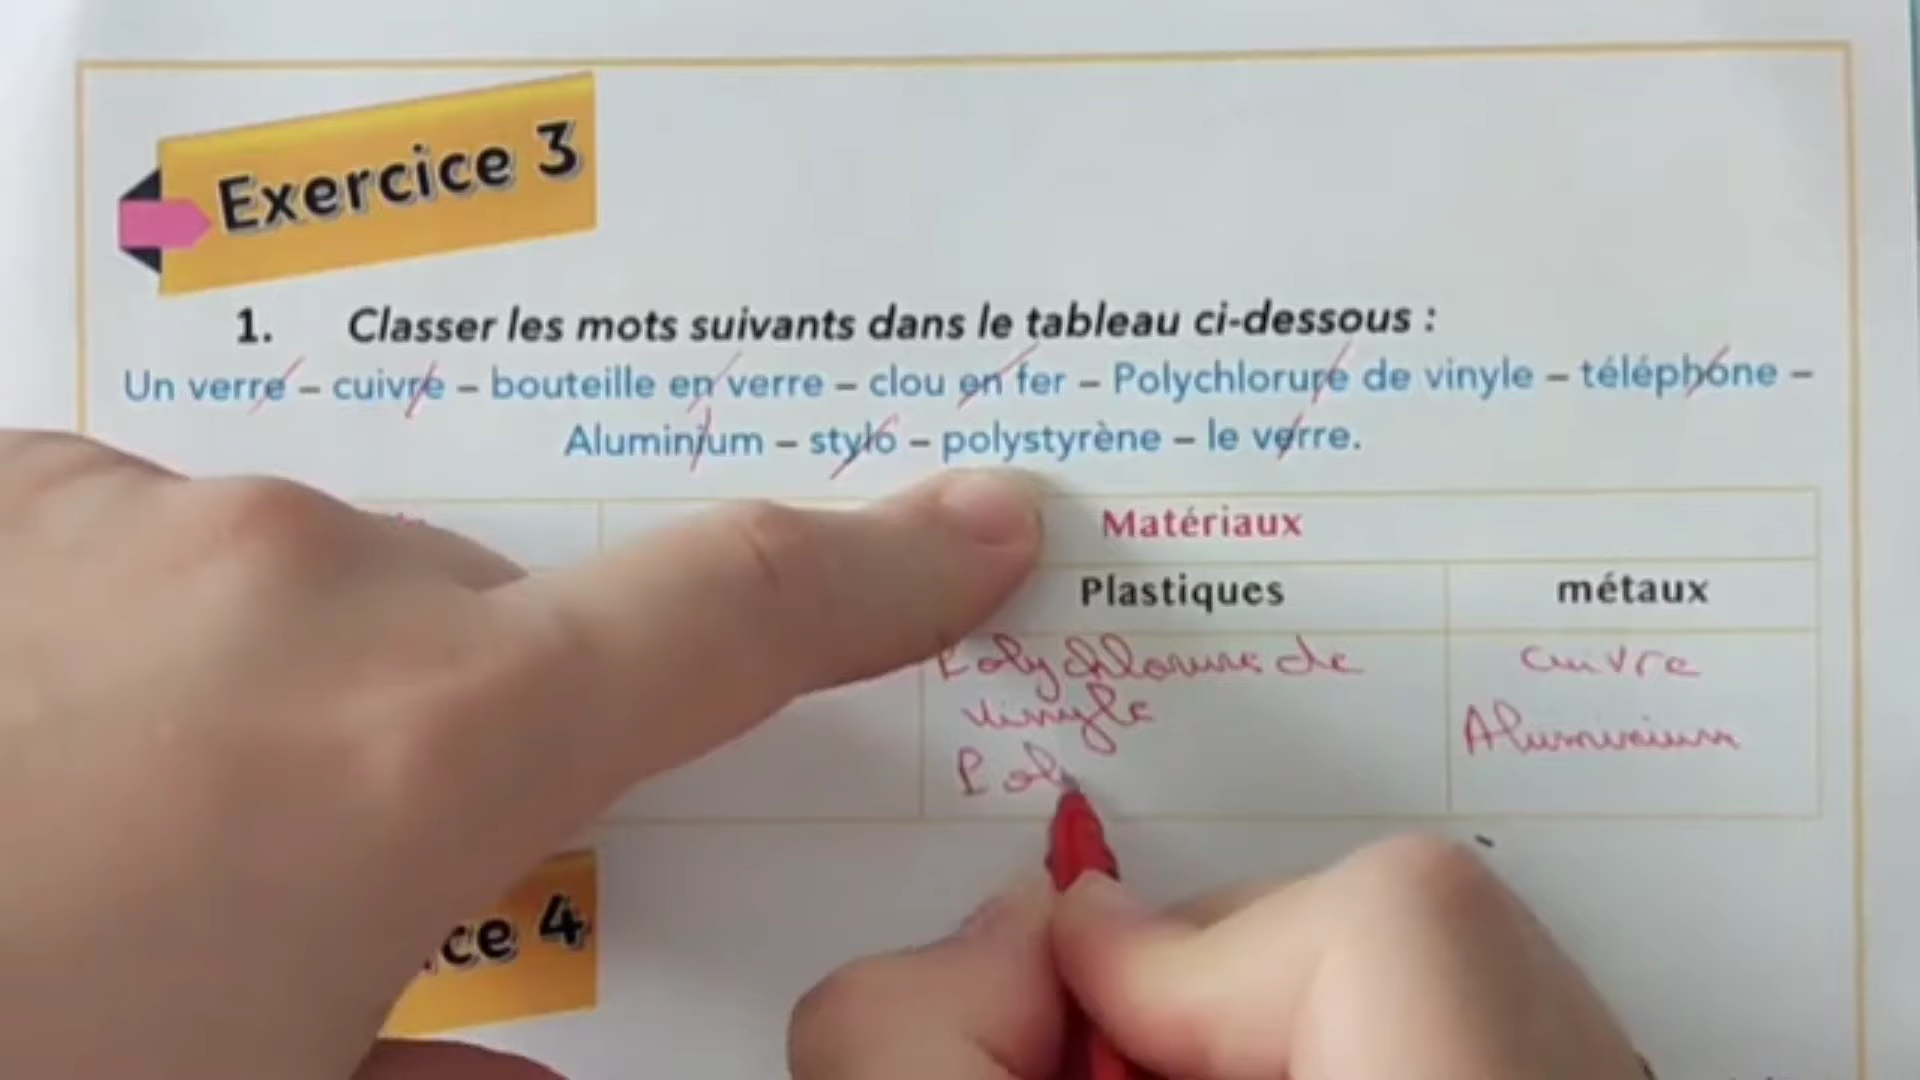 Exercice 3
1. Classer les mots suivants dans le tableau ci-dessous :
Un verre – cuivre – bouteille en verre – clou en fer – Polychlorure de vinyle – téléphone –
Aluminium – stylo – polystyrène – le verre.
Matériaux
Plastiques métaux
Polychlorure de cuivre
vinyle Aluminium
Poly
ce 4